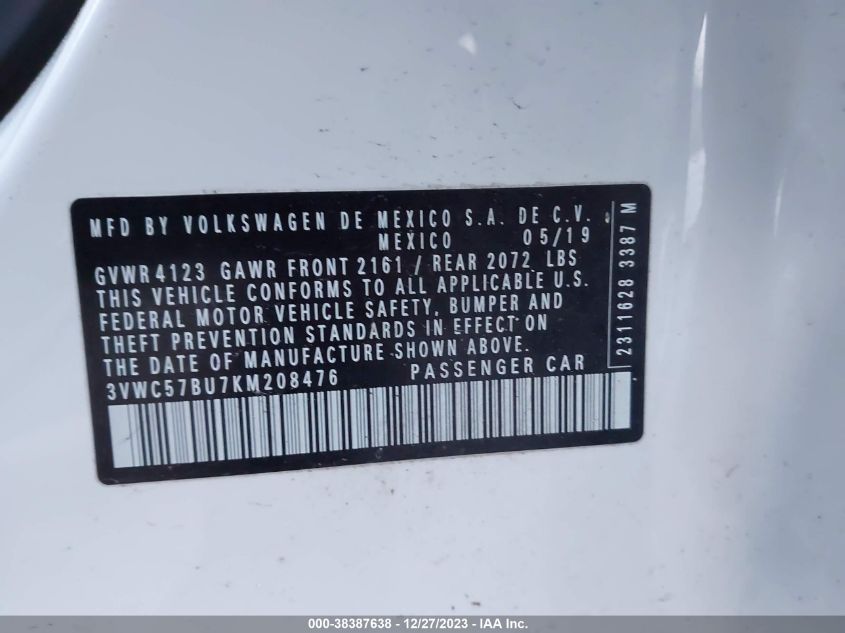 MFD BY VOLKSWAGEN DE MEXICO S.A. DE C.V.
MEXICO 05/19
GVWR 4123 GAWR FRONT 2161 / REAR 2072 LBS
THIS VEHICLE CONFORMS TO ALL APPLICABLE U.S.
FEDERAL MOTOR VEHICLE SAFETY, BUMPER AND
THEFT PREVENTION STANDARDS IN EFFECT ON
THE DATE OF MANUFACTURE SHOWN ABOVE.
3VWC57BU7KM208476 PASSENGER CAR
2311628 3387 M
000-38387638 - 12/27/2023 - IAA Inc.